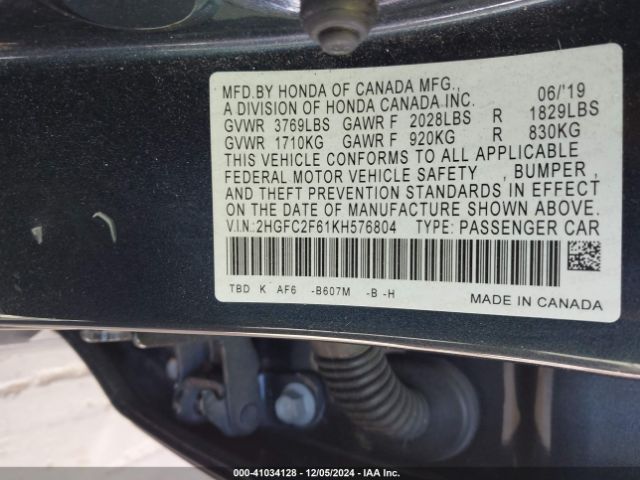 MFD.BY HONDA OF CANADA MFG.,
A DIVISION OF HONDA CANADA INC. 06/'19
GVWR 3769LBS GAWR F 2028LBS R 1829LBS
GVWR 1710KG GAWR F 920KG R 830KG
THIS VEHICLE CONFORMS TO ALL APPLICABLE
FEDERAL MOTOR VEHICLE SAFETY , BUMPER ,
AND THEFT PREVENTION STANDARDS IN EFFECT
ON THE DATE OF MANUFACTURE SHOWN ABOVE.
V.I.N.:2HGFC2F61KH576804 TYPE: PASSENGER CAR
TBD K AF6 -B607M -B -H
MADE IN CANADA
000-41034128 - 12/05/2024 - IAA Inc.